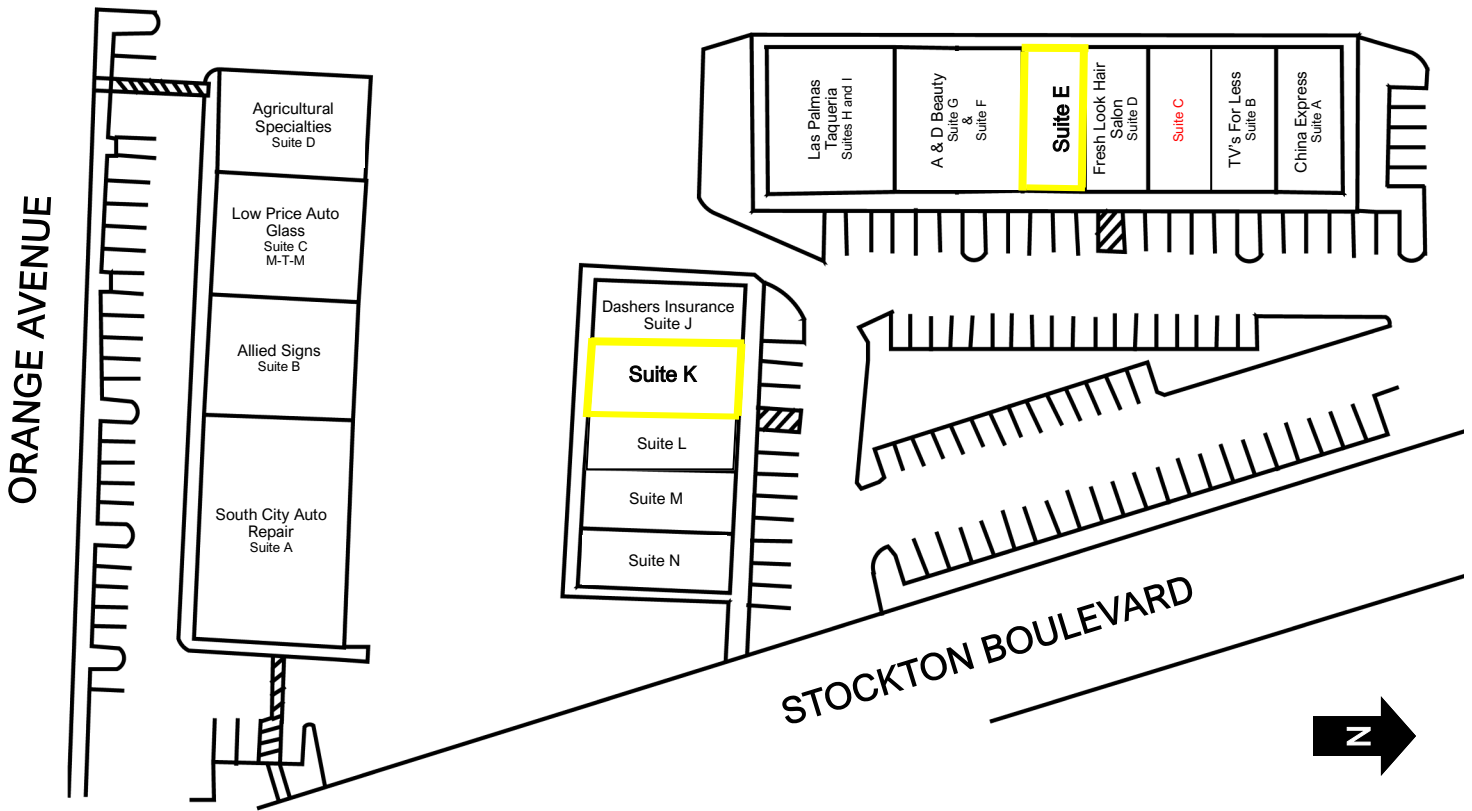 ORANGE AVENUE
Agricultural
Specialties
Suite D
Low Price Auto
Glass
Suite C
M-T-M
Allied Signs
Suite B
South City Auto
Repair
Suite A
Dashers Insurance
Suite J
Suite K
Suite L
Suite M
Suite N
Las Palmas
Taqueria
Suites H and I
A & D Beauty
Suite G
&
Suite F
Suite E
Fresh Look Hair
Salon
Suite D
Suite C
TV's For Less
Suite B
China Express
Suite A
STOCKTON BOULEVARD
N